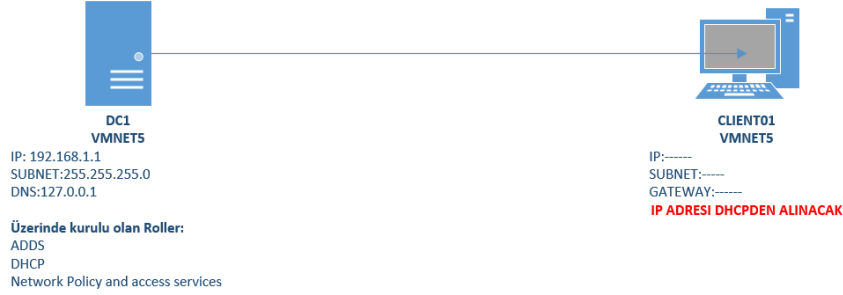 DC1
VMNET5
IP: 192.168.1.1
SUBNET:255.255.255.0
DNS:127.0.0.1
Üzerinde kurulu olan Roller:
ADDS
DHCP
Network Policy and access services
CLIENT01
VMNET5
IP:------
SUBNET:-----
GATEWAY:------
IP ADRESI DHCPDEN ALINACAK